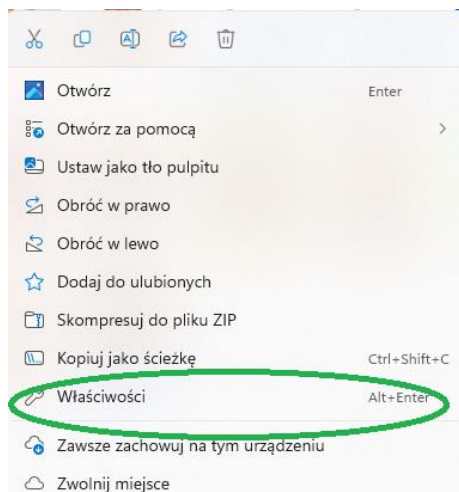 Otwórz Enter
Otwórz za pomocą
Ustaw jako tło pulpitu
Obróć w prawo
Obróć w lewo
Dodaj do ulubionych
Skompresuj do pliku ZIP
Kopiuj jako ścieżkę Ctrl+Shift+C
Właściwości Alt+Enter
Zawsze zachowuj na tym urządzeniu
Zwolnij miejsce